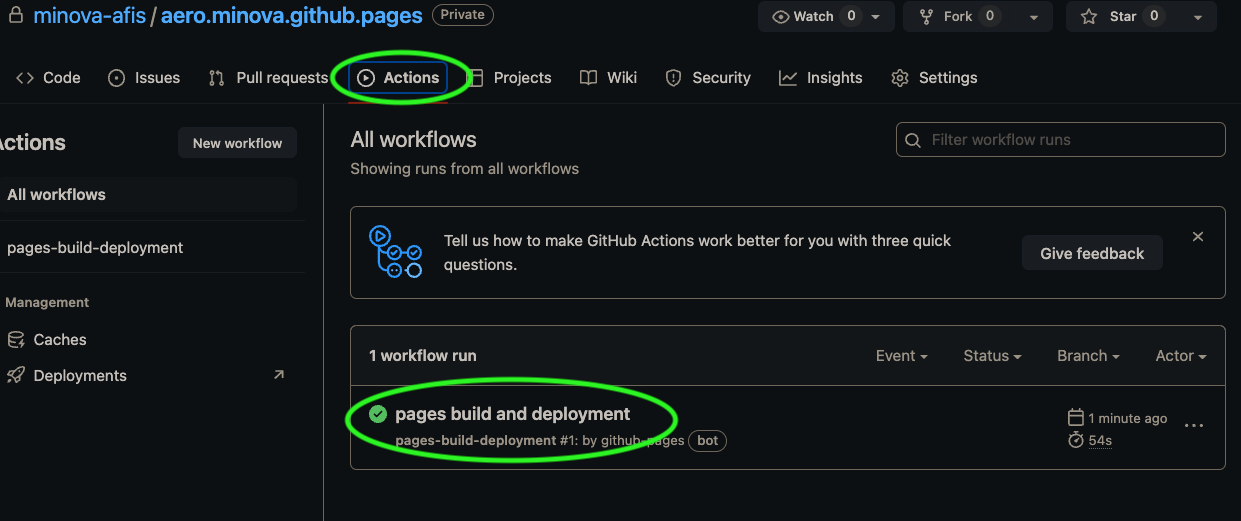 minova-afis / aero.minova.github.pages Private Watch 0 Fork 0 Star 0
Code Issues Pull requests Actions Projects Wiki Security Insights Settings
Actions New workflow
All workflows
pages-build-deployment
Management
Caches
Deployments
All workflows
Showing runs from all workflows
Filter workflow runs
Tell us how to make GitHub Actions work better for you with three quick
questions.
Give feedback
1 workflow run Event Status Branch Actor
pages build and deployment
pages-build-deployment #1: by github-pages bot
1 minute ago
54s